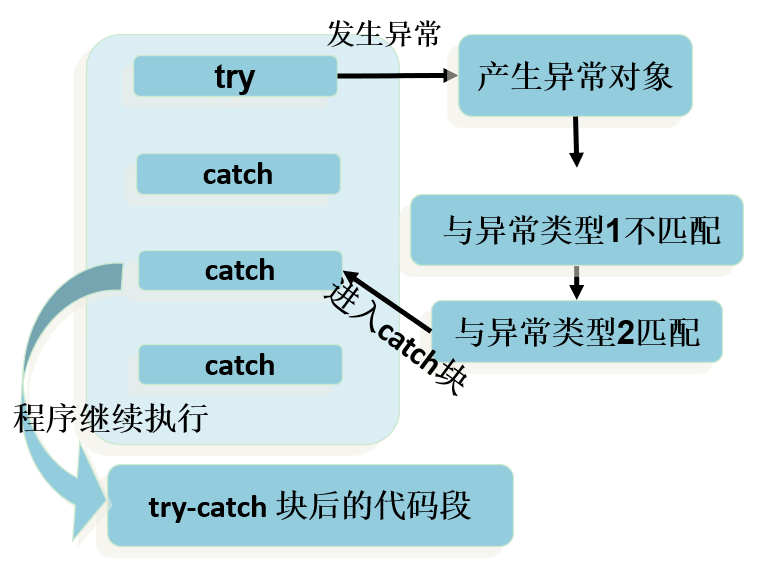 发生异常
try
产生异常对象
catch
与异常类型1不匹配
catch
进入catch块
与异常类型2匹配
catch
程序继续执行
try-catch 块后的代码段